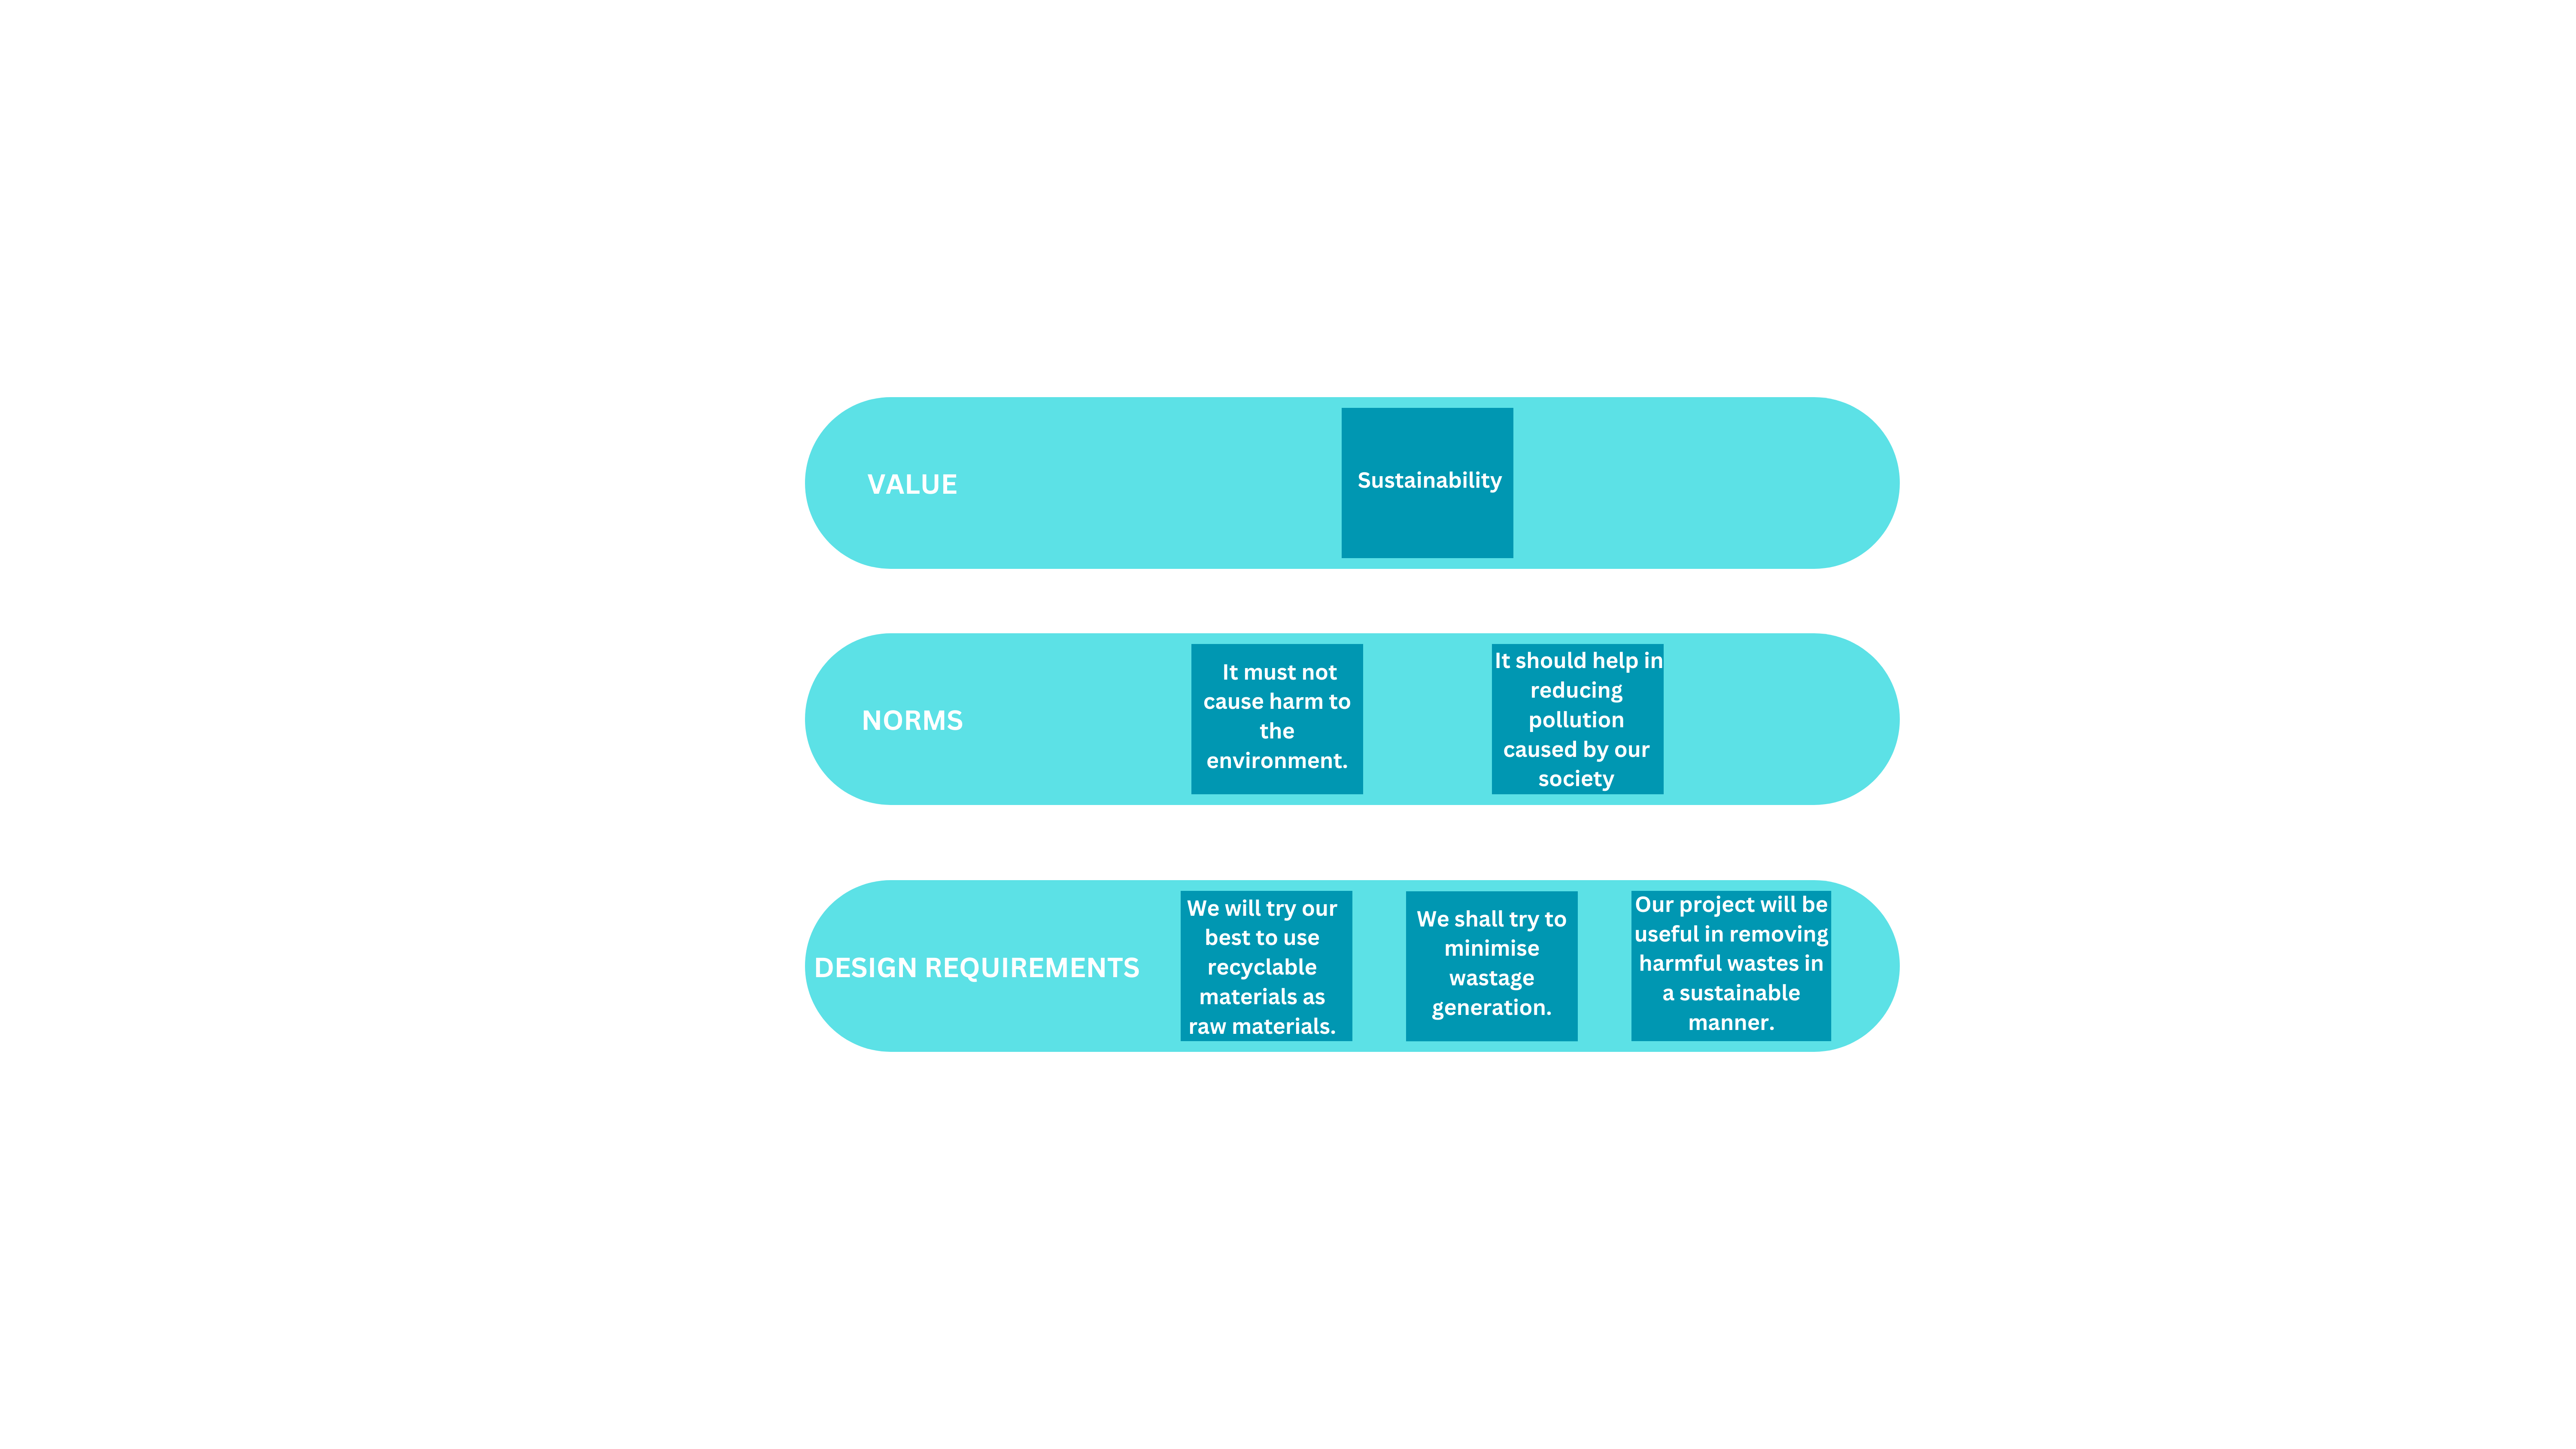 VALUE
Sustainability
NORMS
It must not
cause harm to
the
environment.
It should help in
reducing
pollution
caused by our
society
DESIGN REQUIREMENTS
We will try our
best to use
recyclable
materials as
raw materials.
We shall try to
minimise
wastage
generation.
Our project will be
useful in removing
harmful wastes in
a sustainable
manner.